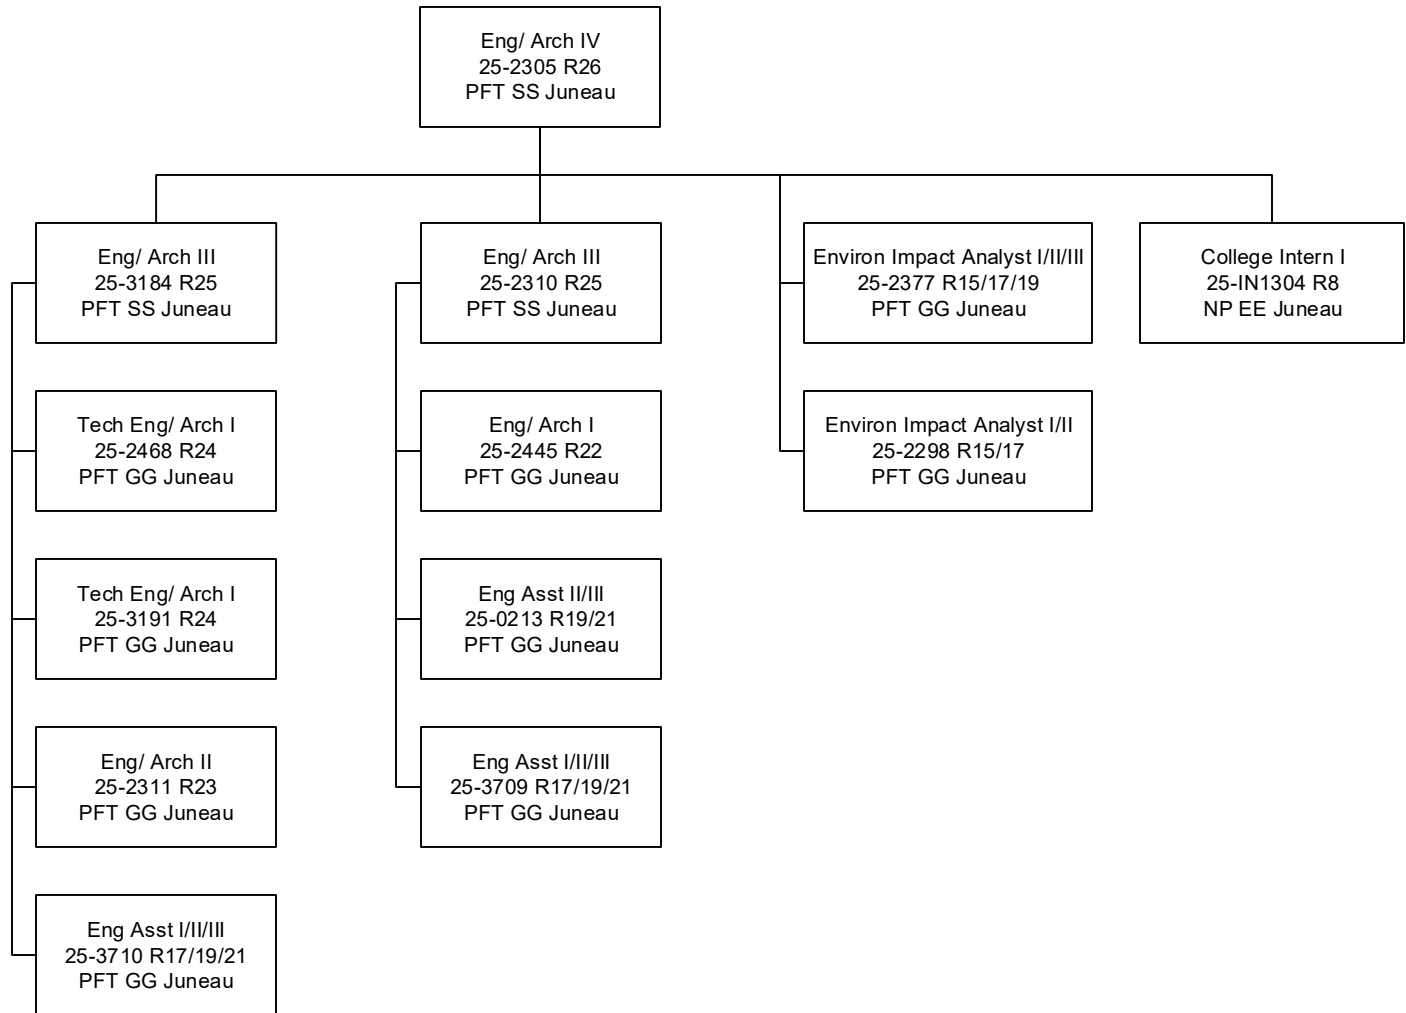 Eng/ Arch IV
25-2305 R26
PFT SS Juneau
Eng/ Arch III
25-3184 R25
PFT SS Juneau
Eng/ Arch III
25-2310 R25
PFT SS Juneau
Environ Impact Analyst I/II/III
25-2377 R15/17/19
PFT GG Juneau
College Intern I
25-IN1304 R8
NP EE Juneau
Tech Eng/ Arch I
25-2468 R24
PFT GG Juneau
Eng/ Arch I
25-2445 R22
PFT GG Juneau
Environ Impact Analyst I/II
25-2298 R15/17
PFT GG Juneau
Tech Eng/ Arch I
25-3191 R24
PFT GG Juneau
Eng Asst II/III
25-0213 R19/21
PFT GG Juneau
Eng/ Arch II
25-2311 R23
PFT GG Juneau
Eng Asst I/II/III
25-3709 R17/19/21
PFT GG Juneau
Eng Asst I/II/III
25-3710 R17/19/21
PFT GG Juneau